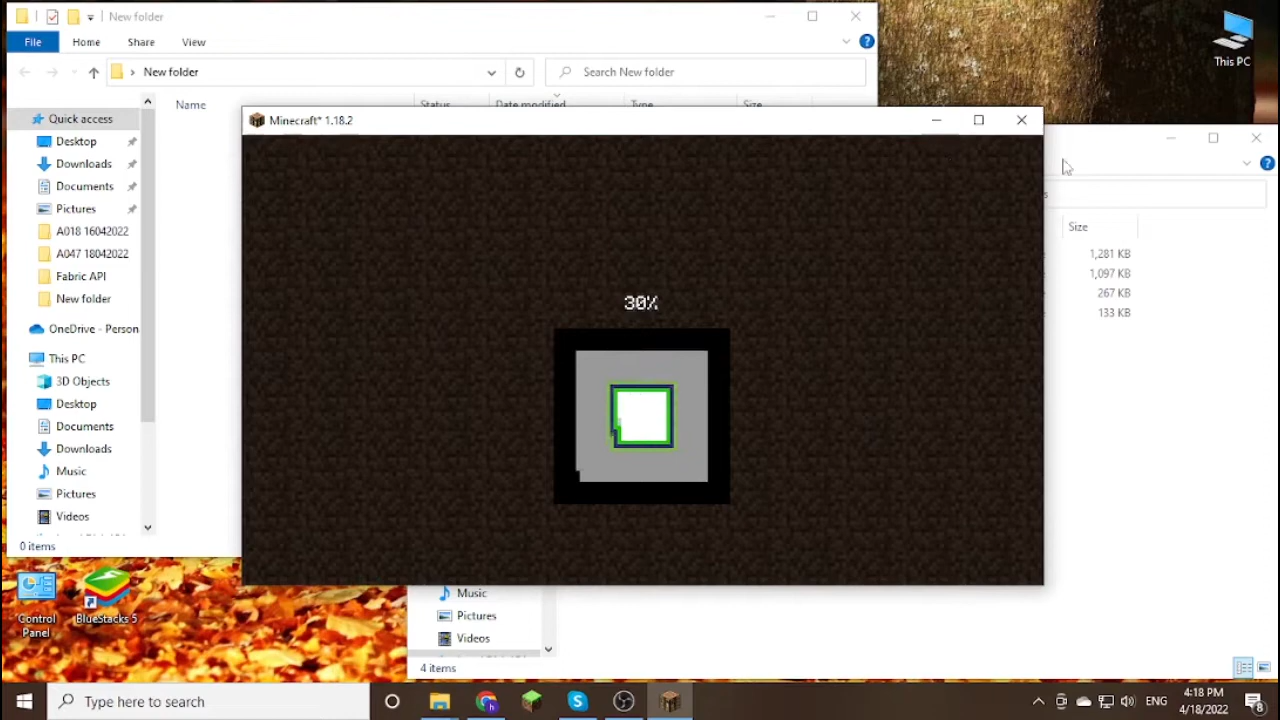 New folder
File Home Share View
New folder
Search New folder
Name
Status
Date modified
Type
Size
Quick access
Desktop
Downloads
Documents
Pictures
A018 16042022
A047 18042022
Fabric API
New folder
OneDrive - Person
This PC
3D Objects
Desktop
Documents
Downloads
Music
Pictures
Videos
0 items
Minecraft* 1.18.2
30%
This PC
s
Size
1,281 KB
1,097 KB
267 KB
133 KB
Music
Pictures
Videos
4 items
Control
Panel
BlueStacks 5
Type here to search
ENG
4:18 PM
4/18/2022
8